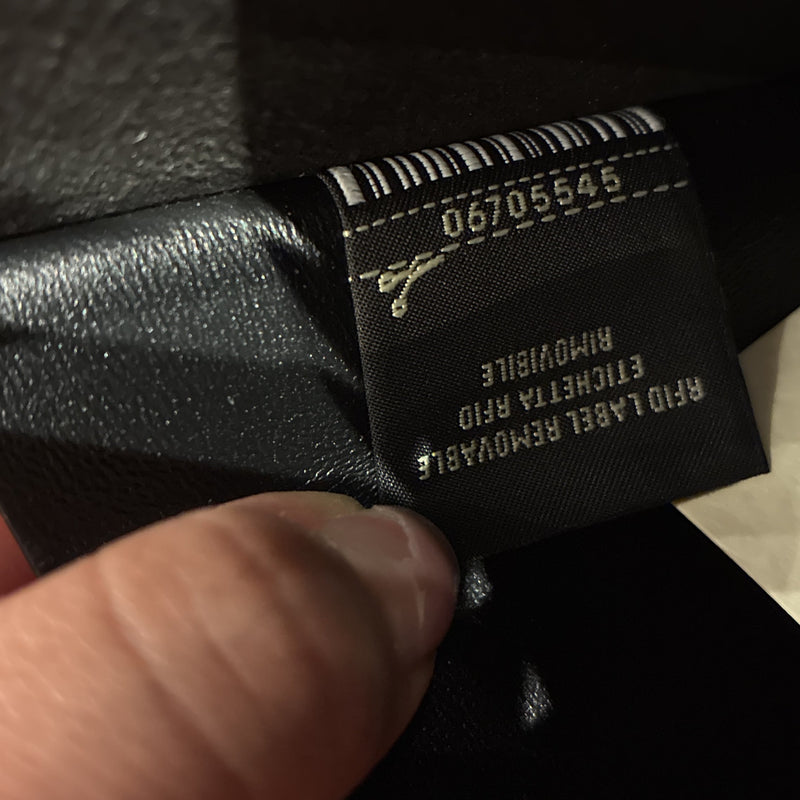 06705545
RFID LABEL REMOVABLE
ETICHETTA RFID
RIMOVIBILE